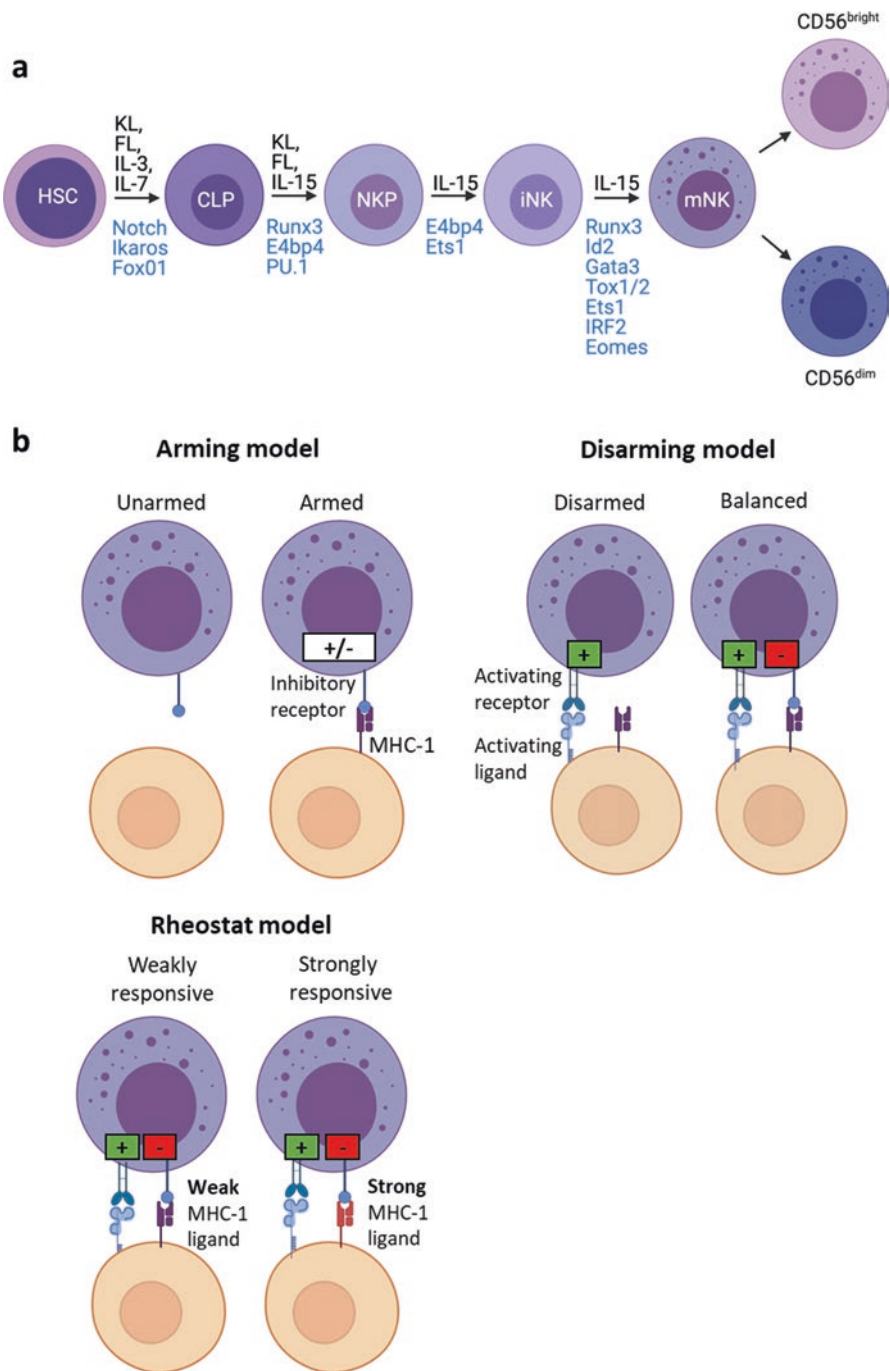 a
CD56bright
KL,
FL,
IL-3,
IL-7
KL,
FL,
IL-15
IL-15
IL-15
HSC
CLP
NKP
iNK
mNK
Notch
Ikaros
Fox01
Runx3
E4bp4
PU.1
E4bp4
Ets1
Runx3
Id2
Gata3
Tox1/2
Ets1
IRF2
Eomes
CD56dim
b
Arming model
Unarmed
Armed
+/-
Inhibitory
receptor
MHC-1
Disarming model
Disarmed
Balanced
+
+
-
Activating
receptor
Activating
ligand
Rheostat model
Weakly
responsive
Strongly
responsive
+
-
+
-
Weak
MHC-1
ligand
Strong
MHC-1
ligand